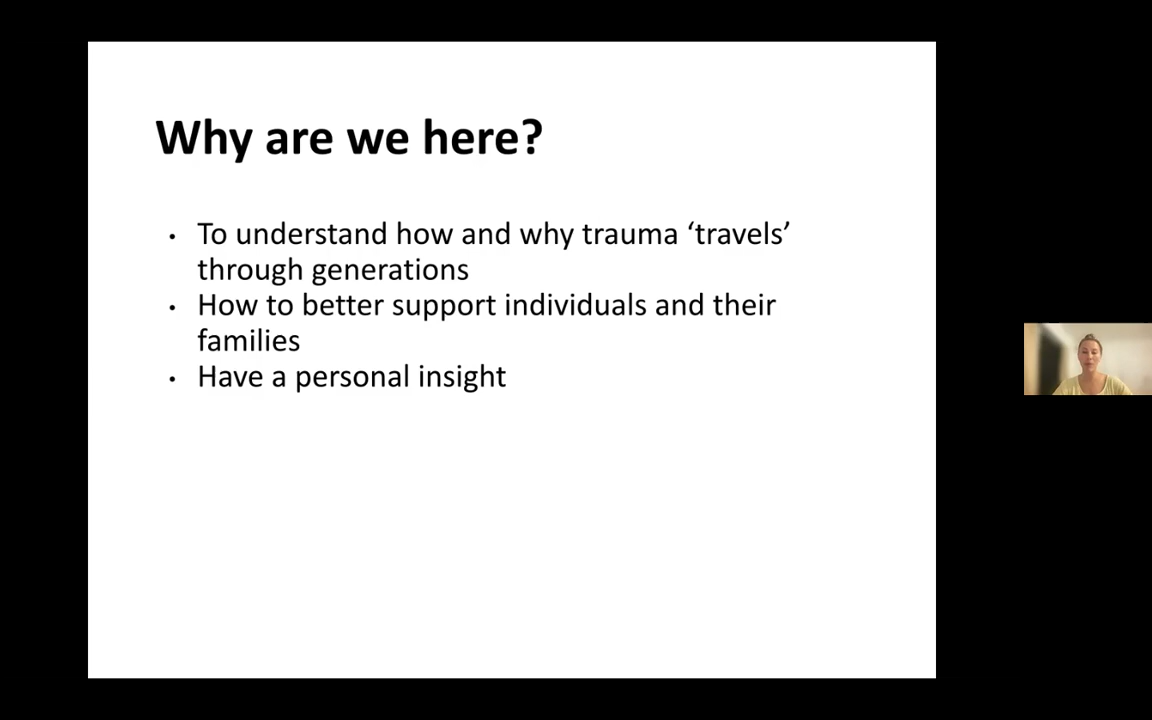 Why are we here?
• To understand how and why trauma ‘travels’
through generations
• How to better support individuals and their
families
• Have a personal insight